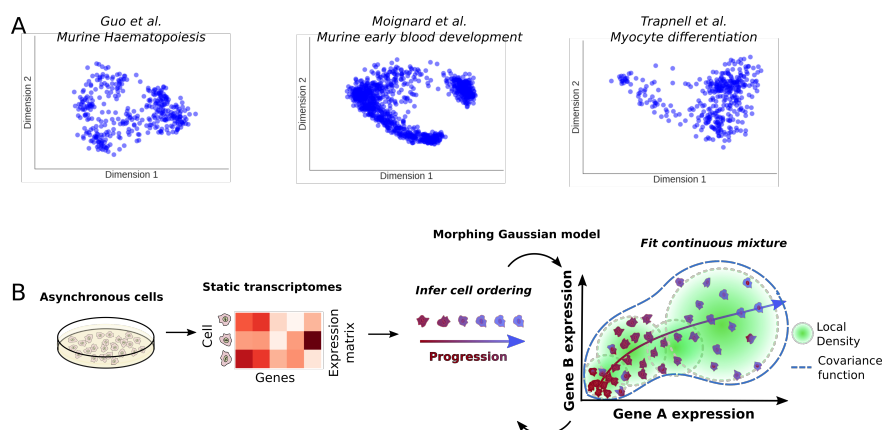 A
Guo et al.
Murine Haematopoiesis
Dimension 2
Dimension 1
Moignard et al.
Murine early blood development
Dimension 2
Dimension 1
Trapnell et al.
Myocyte differentiation
Dimension 2
Dimension 1
B
Asynchronous cells
Static transcriptomes
Cell
Genes
Expression
matrix
Morphing Gaussian model
Infer cell ordering
Progression
Fit continuous mixture
Gene B expression
Gene A expression
Local
Density
Covariance
function